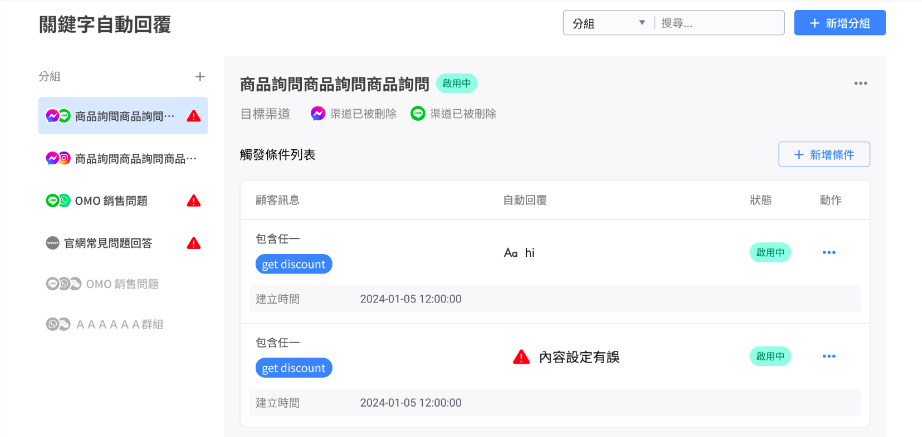 關鍵字自動回覆
分組
搜尋...
+ 新增分組
分組
+
商品詢問商品詢問…
商品詢問商品詢問商品…
OMO 銷售問題
官網常見問題回答
OMO 銷售問題
ＡＡＡＡＡＡ群組
商品詢問商品詢問商品詢問
啟用中
目標渠道
渠道已被刪除
渠道已被刪除
觸發條件列表
+ 新增條件
顧客訊息 自動回覆 狀態 動作
包含任一
get discount
Aa hi
啟用中
建立時間 2024-01-05 12:00:00
包含任一
get discount
內容設定有誤
啟用中
建立時間 2024-01-05 12:00:00